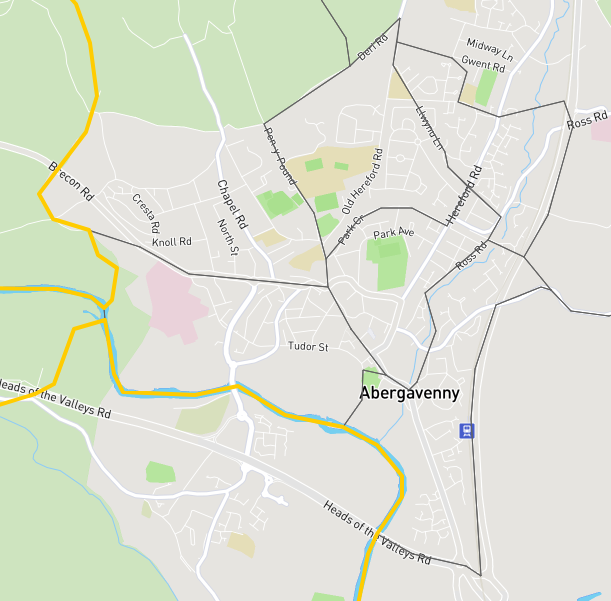 Midway Ln
Derri Rd
Gwent Rd
Llwynu Ln
Ross Rd
Pen-y-Pound
Old Hereford Rd
Brecon Rd
Chapel Rd
Cresta Rd
Hereford Rd
North St
Park Cr
Park Ave
Knoll Rd
Ross Rd
Tudor St
Heads of the Valleys Rd
Abergavenny
Heads of the Valleys Rd